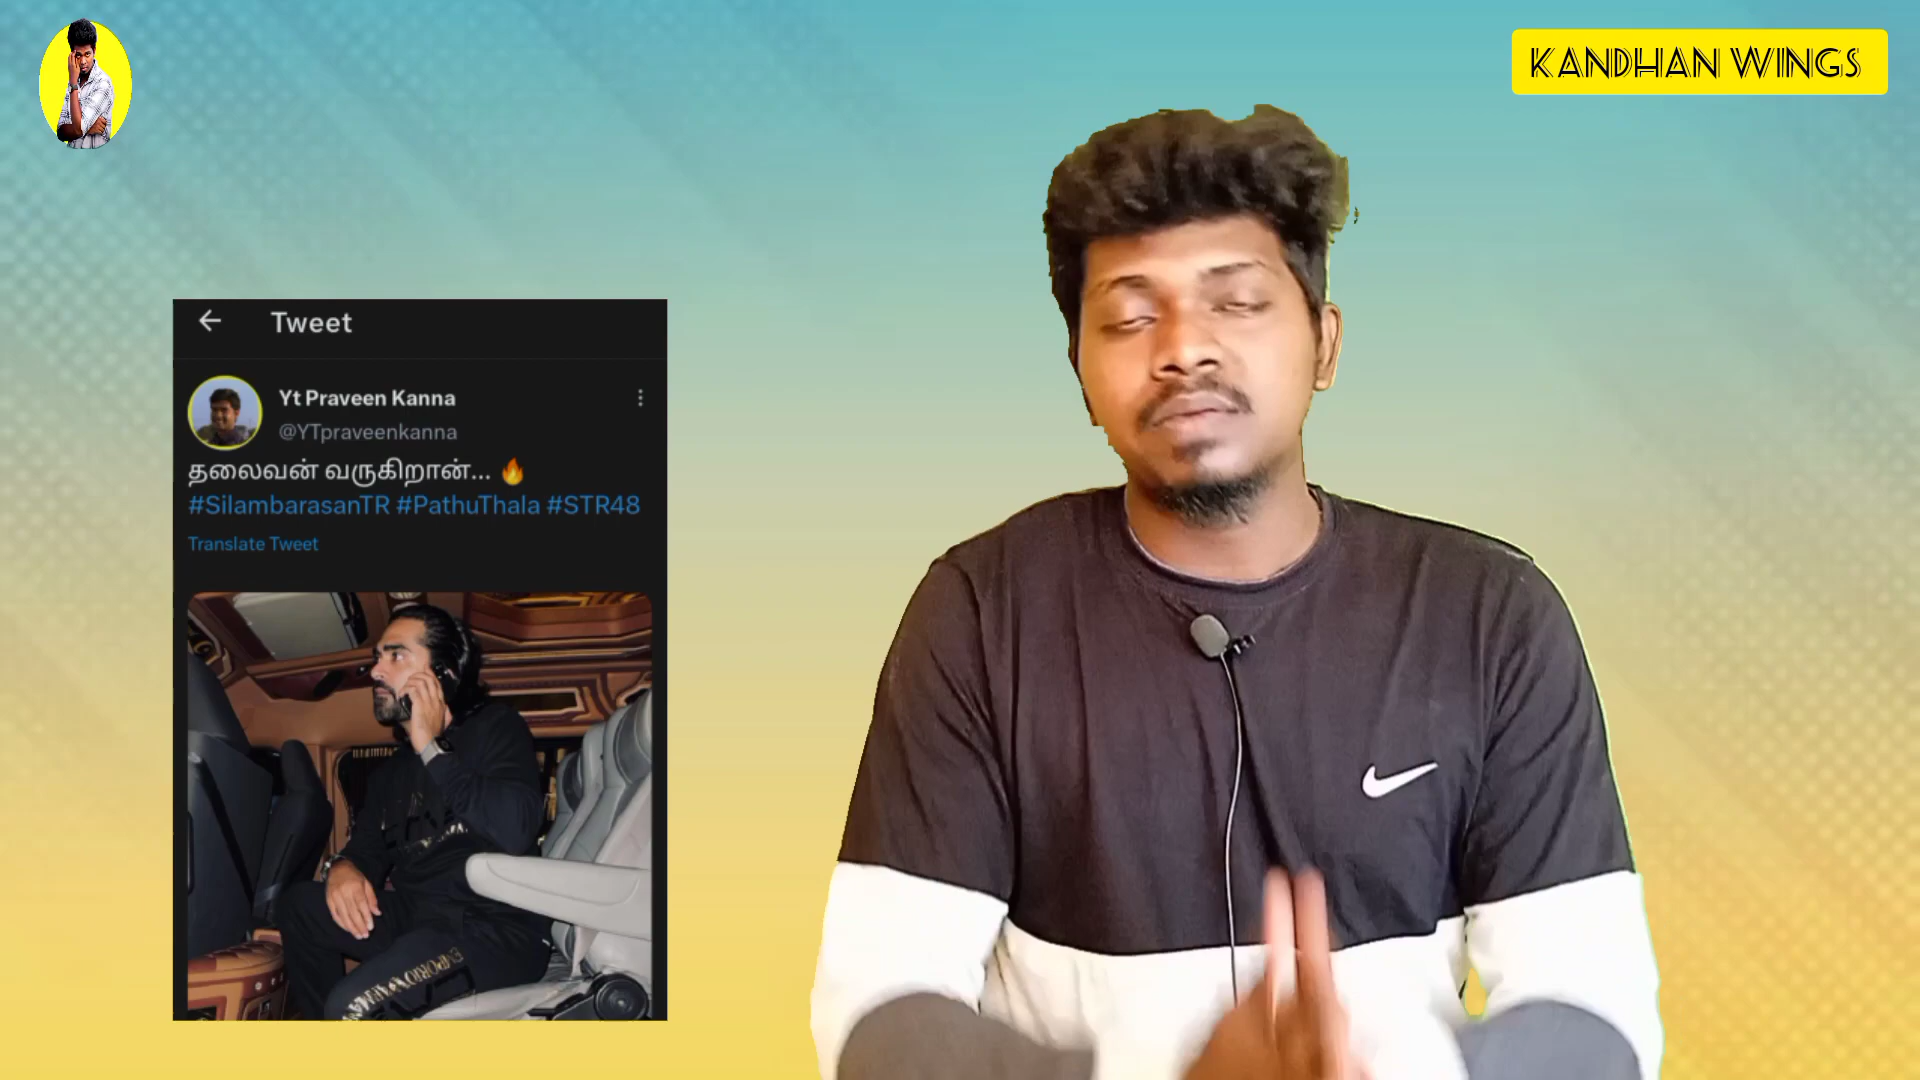 KANDHAN WINGS
Tweet
Yt Praveen Kanna
@YTpraveenkanna
தலைவன் வருகிறான்... 🔥
#SilambarasanTR #PathuThala #STR48
Translate Tweet